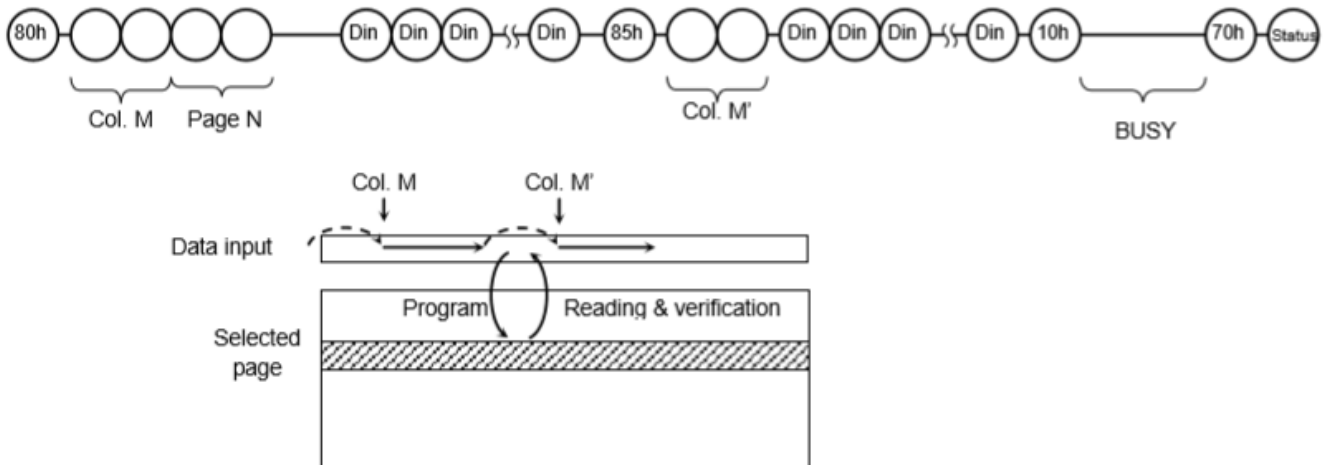 80h Din Din Din Din 85h Din Din Din Din 10h 70h Status
Col. M Page N Col. M’ BUSY
Col. M Col. M’
Data input
Program Reading & verification
Selected
page